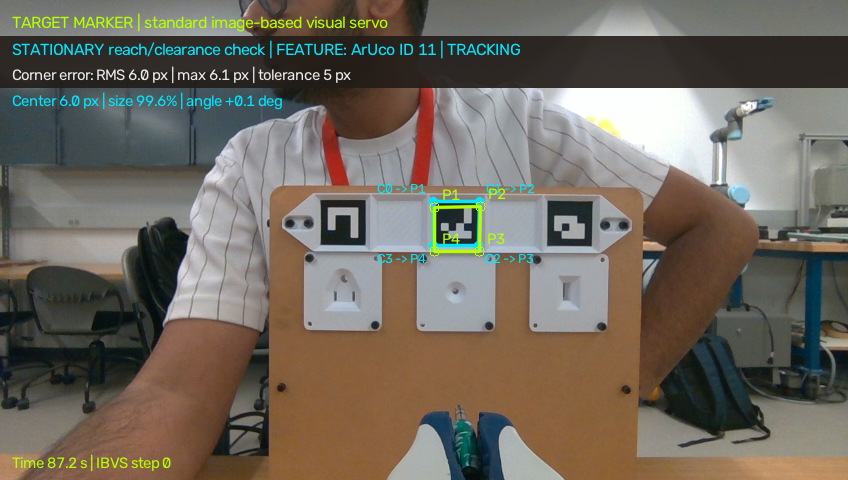 TARGET MARKER | standard image-based visual servo
STATIONARY reach/clearance check | FEATURE: ArUco ID 11 | TRACKING
Corner error: RMS 6.0 px | max 6.1 px | tolerance 5 px
Center 6.0 px | size 99.6% | angle +0.1 deg
C0 -> P1 P1 P2 -> P2
C3 -> P4 P4 P3 C2 -> P3
Time 87.2 s | IBVS step 0